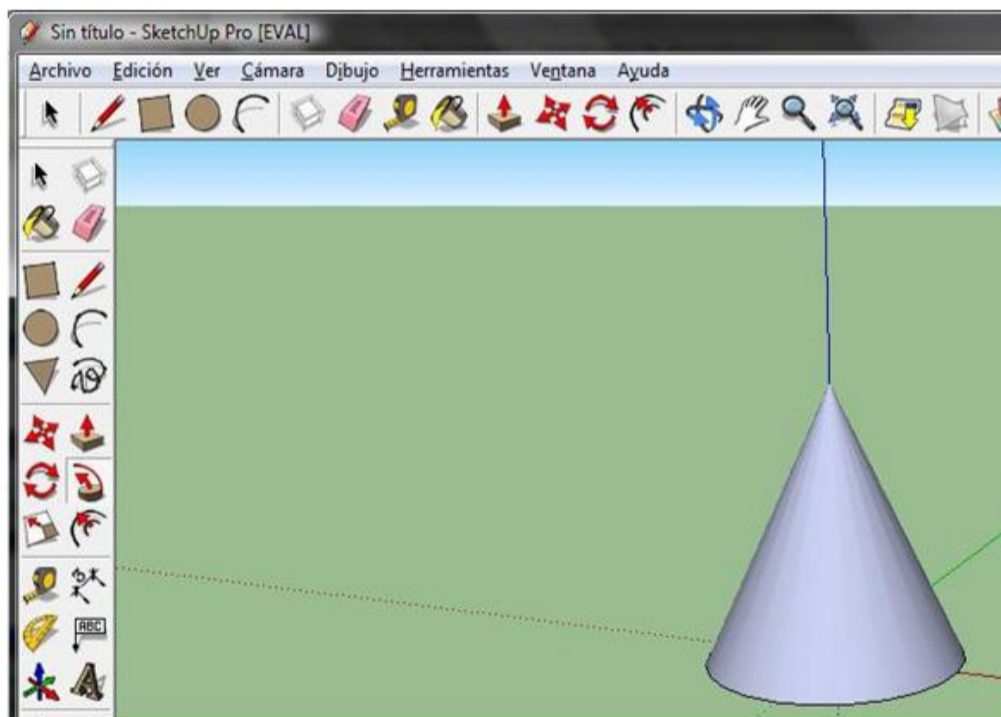 Sin título - SketchUp Pro [EVAL]
Archivo Edición Ver Cámara Dibujo Herramientas Ventana Ayuda
ABC